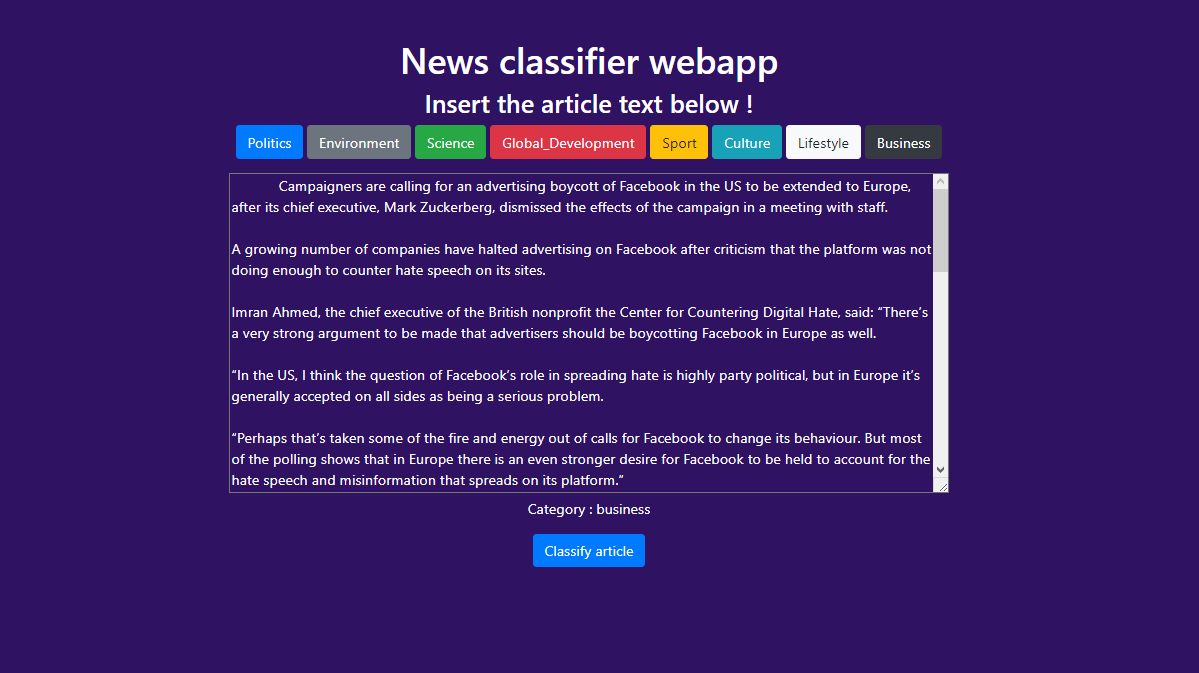 News classifier webapp
Insert the article text below !
Politics Environment Science Global_Development Sport Culture Lifestyle Business
Campaigners are calling for an advertising boycott of Facebook in the US to be extended to Europe,
after its chief executive, Mark Zuckerberg, dismissed the effects of the campaign in a meeting with staff.
A growing number of companies have halted advertising on Facebook after criticism that the platform was not
doing enough to counter hate speech on its sites.
Imran Ahmed, the chief executive of the British nonprofit the Center for Countering Digital Hate, said: “There’s
a very strong argument to be made that advertisers should be boycotting Facebook in Europe as well.
“In the US, I think the question of Facebook’s role in spreading hate is highly party political, but in Europe it’s
generally accepted on all sides as being a serious problem.
“Perhaps that’s taken some of the fire and energy out of calls for Facebook to change its behaviour. But most
of the polling shows that in Europe there is an even stronger desire for Facebook to be held to account for the
hate speech and misinformation that spreads on its platform.”
Category : business
Classify article